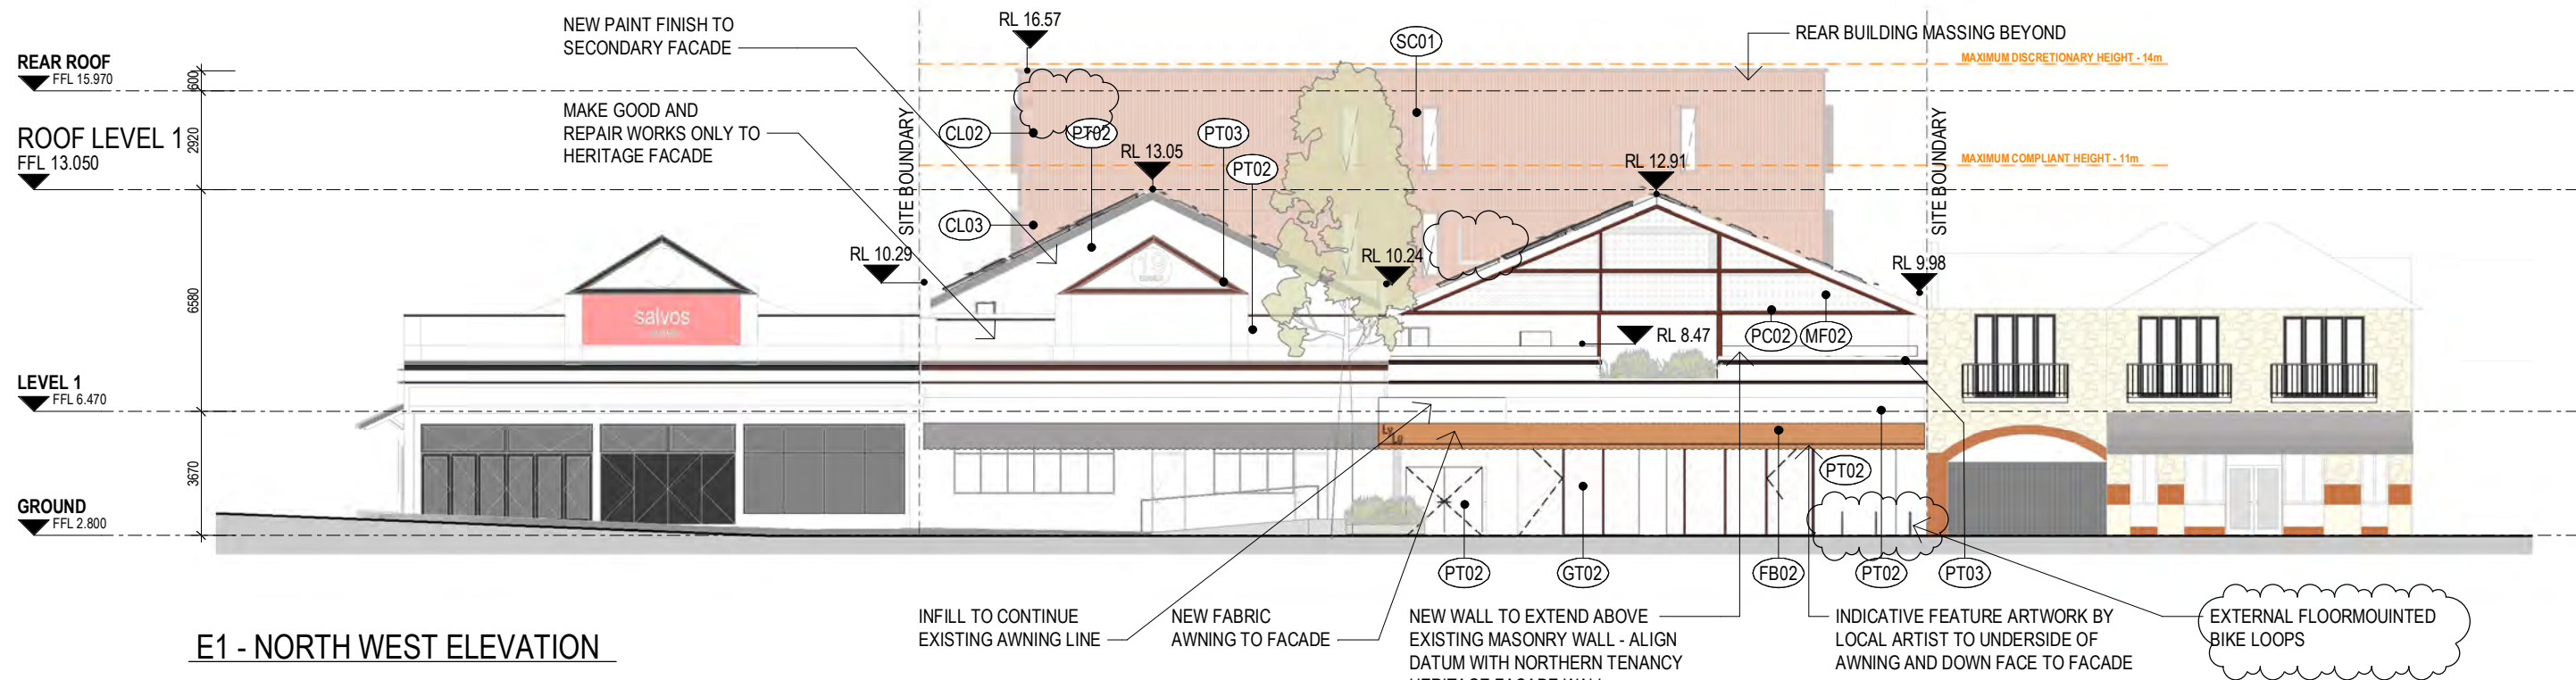 NEW PAINT FINISH TO
SECONDARY FACADE
RL 16.57
SC01
REAR BUILDING MASSING BEYOND
MAXIMUM DISCRETIONARY HEIGHT - 14m
REAR ROOF
FFL 15.970
600
MAKE GOOD AND
REPAIR WORKS ONLY TO
HERITAGE FACADE
SITE BOUNDARY
CL02
PT02
PT03
PT02
RL 13.05
RL 12.91
MAXIMUM COMPLIANT HEIGHT - 11m
SITE BOUNDARY
ROOF LEVEL 1
FFL 13.050
2920
CL03
RL 10.29
RL 10.24
RL 9.98
19
6580
salvos
RL 8.47
PC02
MF02
LEVEL 1
FFL 6.470
3670
PT02
GROUND
FFL 2.800
PT02
GT02
FB02
PT02
PT03
INFILL TO CONTINUE
EXISTING AWNING LINE
NEW FABRIC
AWNING TO FACADE
NEW WALL TO EXTEND ABOVE
EXISTING MASONRY WALL - ALIGN
DATUM WITH NORTHERN TENANCY
INDICATIVE FEATURE ARTWORK BY
LOCAL ARTIST TO UNDERSIDE OF
AWNING AND DOWN FACE TO FACADE
EXTERNAL FLOORMOUINTED
BIKE LOOPS
E1 - NORTH WEST ELEVATION